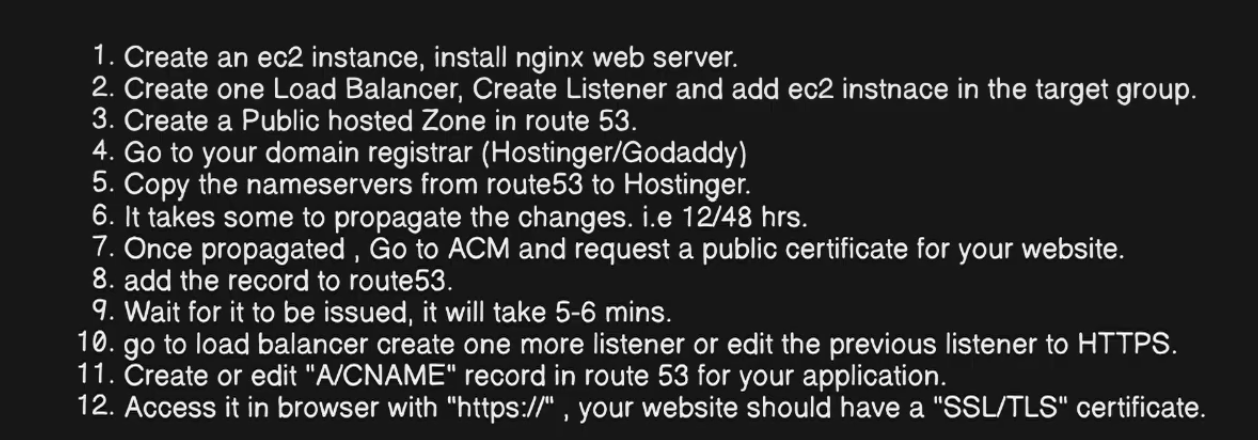 1. Create an ec2 instance, install nginx web server.
2. Create one Load Balancer, Create Listener and add ec2 instnace in the target group.
3. Create a Public hosted Zone in route 53.
4. Go to your domain registrar (Hostinger/Godaddy)
5. Copy the nameservers from route53 to Hostinger.
6. It takes some to propagate the changes. i.e 12/48 hrs.
7. Once propagated , Go to ACM and request a public certificate for your website.
8. add the record to route53.
9. Wait for it to be issued, it will take 5-6 mins.
10. go to load balancer create one more listener or edit the previous listener to HTTPS.
11. Create or edit "A/CNAME" record in route 53 for your application.
12. Access it in browser with "https://" , your website should have a "SSL/TLS" certificate.